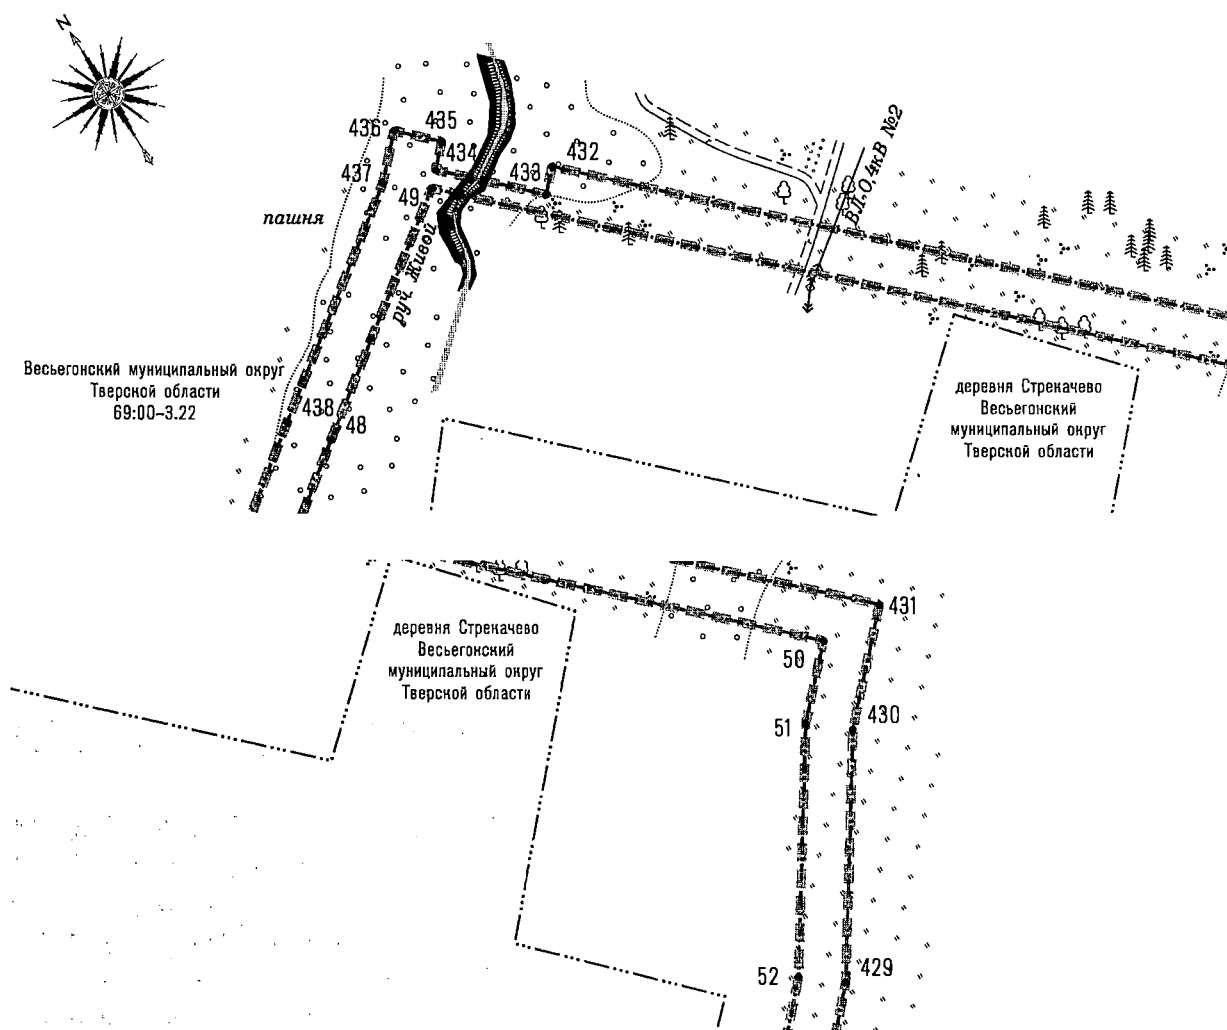 N
436
435
434
433
432
437
49
ВЛ-0,4кВ №2
пашня
руч. Живой
Весьегонский муниципальный округ
Тверской области
69:00-3.22
438
48
деревня Стрекачево
Весьегонский
муниципальный округ
Тверской области
431
деревня Стрекачево
Весьегонский
муниципальный округ
Тверской области
50
51
430
52
429